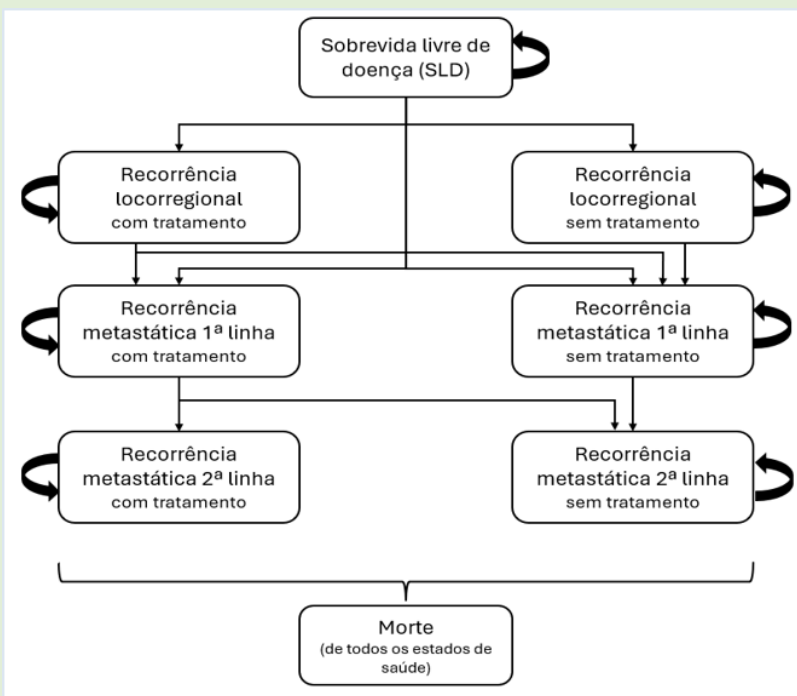 Sobrevida livre de
doença (SLD)
Recorrência
locorregional
com tratamento
Recorrência
locorregional
sem tratamento
Recorrência
metastática 1ª linha
com tratamento
Recorrência
metastática 1ª linha
sem tratamento
Recorrência
metastática 2ª linha
com tratamento
Recorrência
metastática 2ª linha
sem tratamento
Morte
(de todos os estados de
saúde)